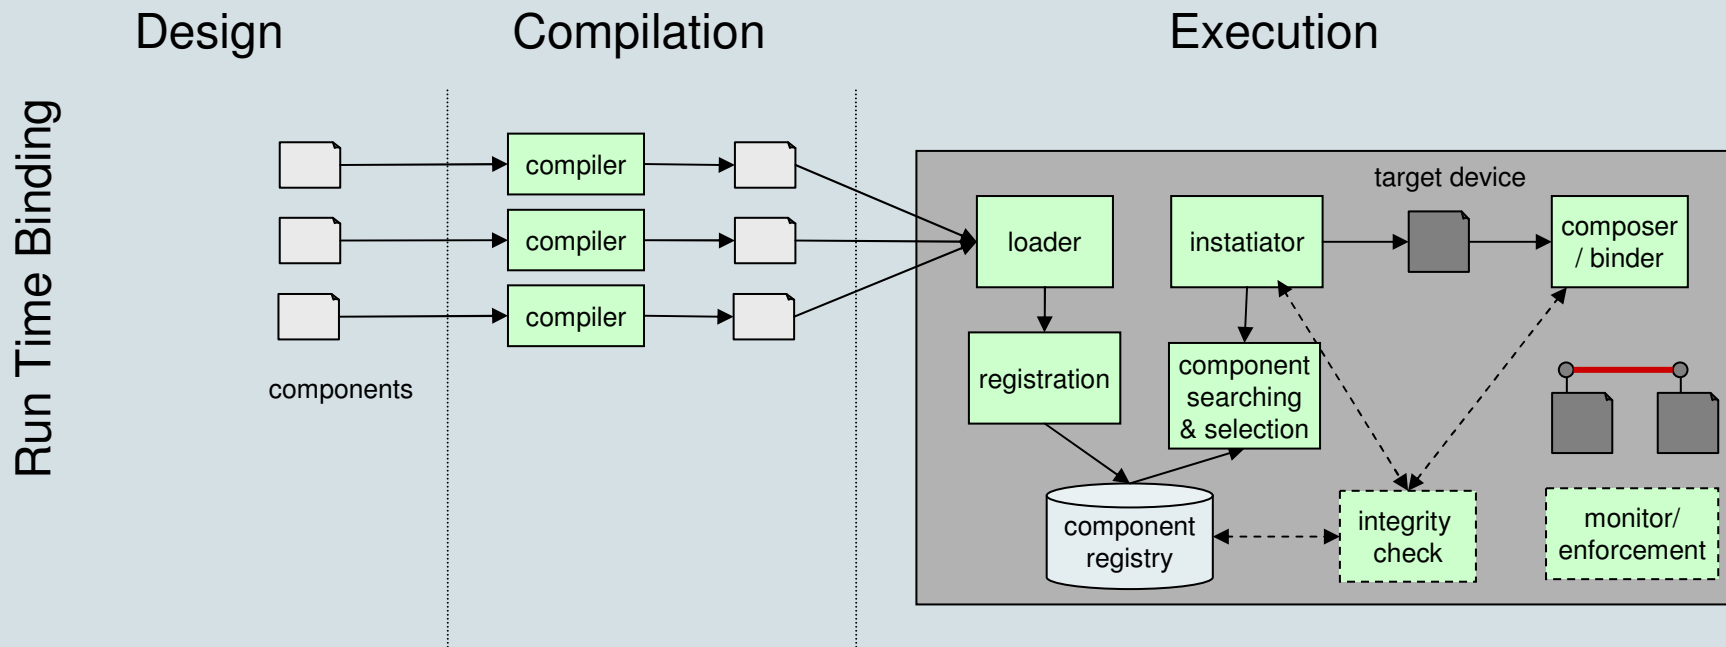 Design
Compilation
Execution
Run Time Binding
compiler
compiler
compiler
components
target device
loader
instatiator
composer
/ binder
registration
component
searching
& selection
component
registry
integrity
check
monitor/
enforcement